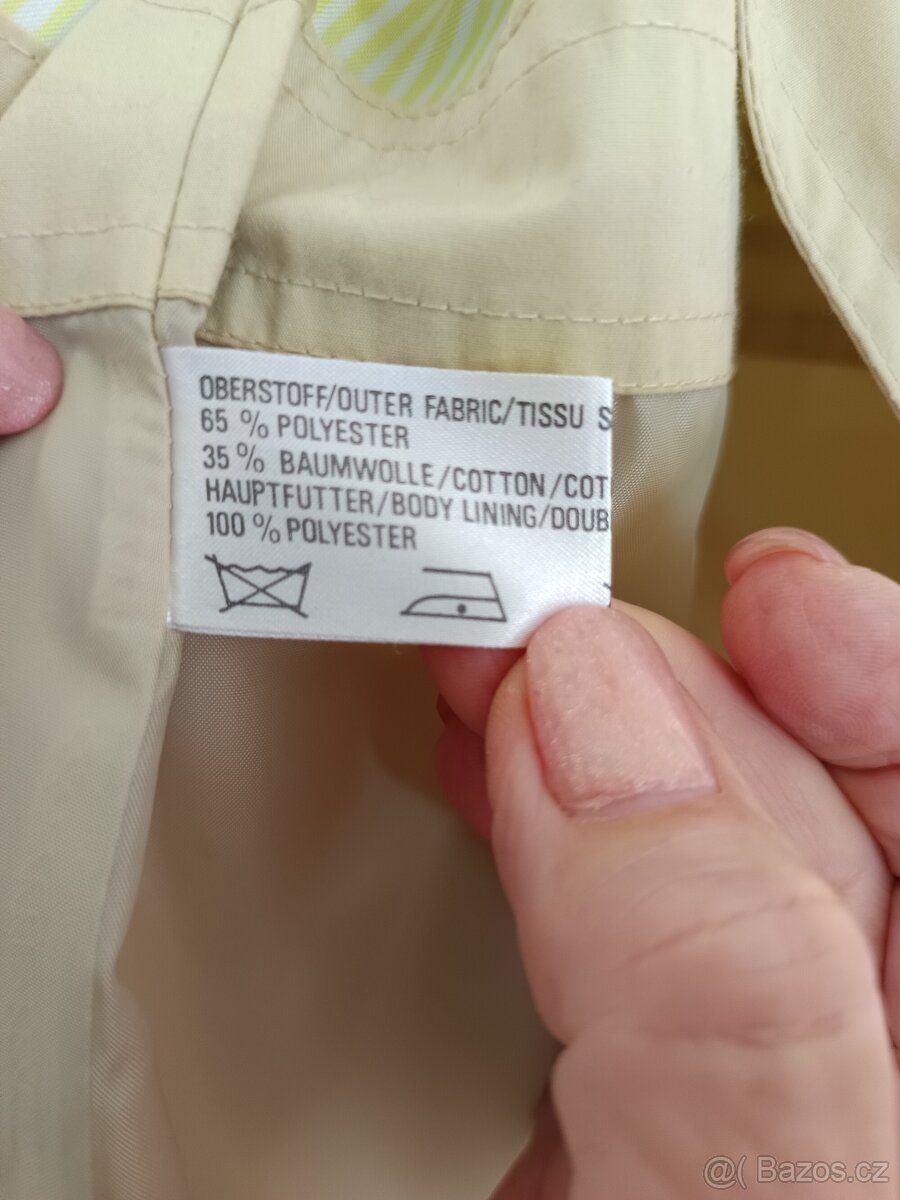 OBERSTOFF/OUTER FABRIC/TISSU S
65 % POLYESTER
35 % BAUMWOLLE/COTTON/COT
HAUPTFUTTER/BODY LINING/DOUB
100 % POLYESTER
@( Bazos.cz